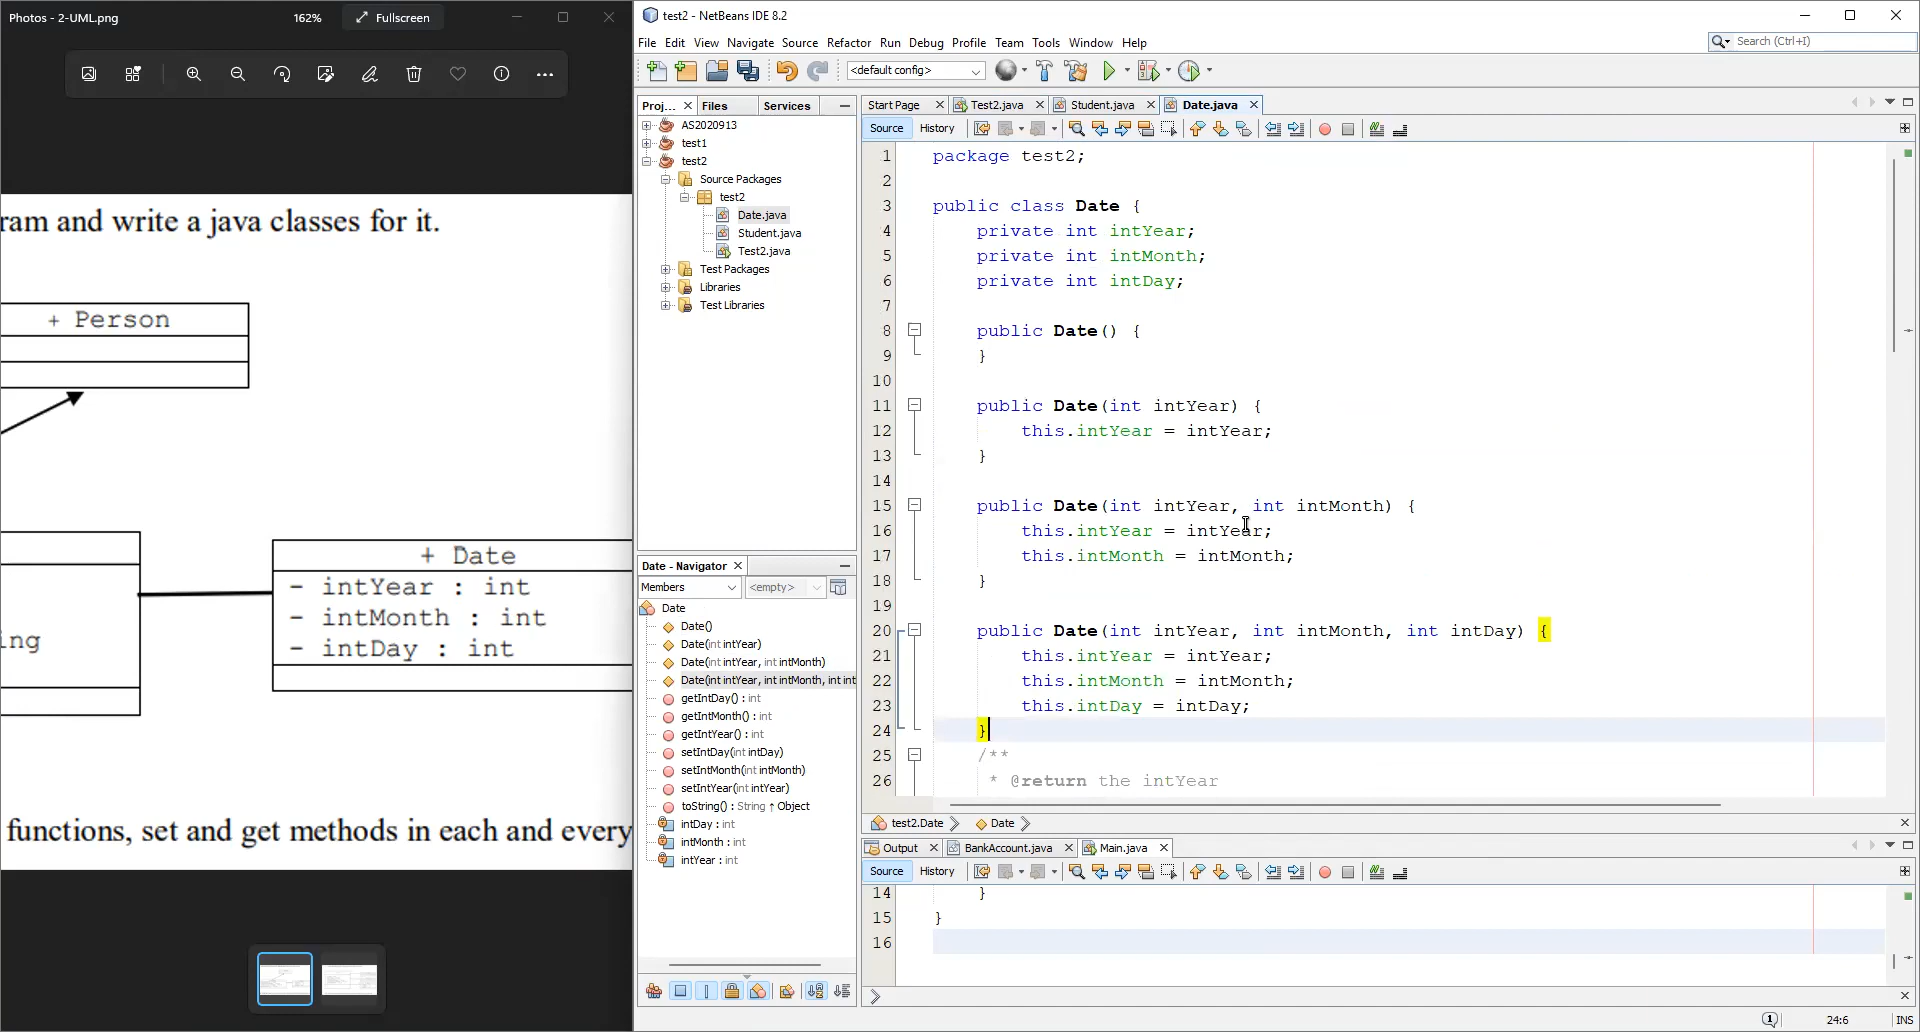 Photos - 2-UML.png
162%
Fullscreen
ram and write a java classes for it.
+ Person
+ Date
- intYear : int
- intMonth : int
- intDay : int
ing
functions, set and get methods in each and every
test2 - NetBeans IDE 8.2
File Edit View Navigate Source Refactor Run Debug Profile Team Tools Window Help
Search (Ctrl+I)
<default config>
Proj... Files Services
AS2020913
test1
test2
Source Packages
test2
Date.java
Student.java
Test2.java
Test Packages
Libraries
Test Libraries
Date - Navigator
Members
<empty>
Date
Date()
Date(int intYear)
Date(int intYear, int intMonth)
Date(int intYear, int intMonth, int int
getIntDay() : int
getIntMonth() : int
getIntYear() : int
setIntDay(int intDay)
setIntMonth(int intMonth)
setIntYear(int intYear)
toString() : String ↑ Object
intDay : int
intMonth : int
intYear : int
Start Page Test2.java Student.java Date.java
Source History
1 package test2;
2
3 public class Date {
4 private int intYear;
5 private int intMonth;
6 private int intDay;
7
8 public Date() {
9 }
10
11 public Date(int intYear) {
12 this.intYear = intYear;
13 }
14
15 public Date(int intYear, int intMonth) {
16 this.intYear = intYear;
17 this.intMonth = intMonth;
18 }
19
20 public Date(int intYear, int intMonth, int intDay) {
21 this.intYear = intYear;
22 this.intMonth = intMonth;
23 this.intDay = intDay;
24 }
25 /**
26 * @return the intYear
test2.Date Date
Output BankAccount.java Main.java
Source History
14 }
15 }
16
1
24:6
INS